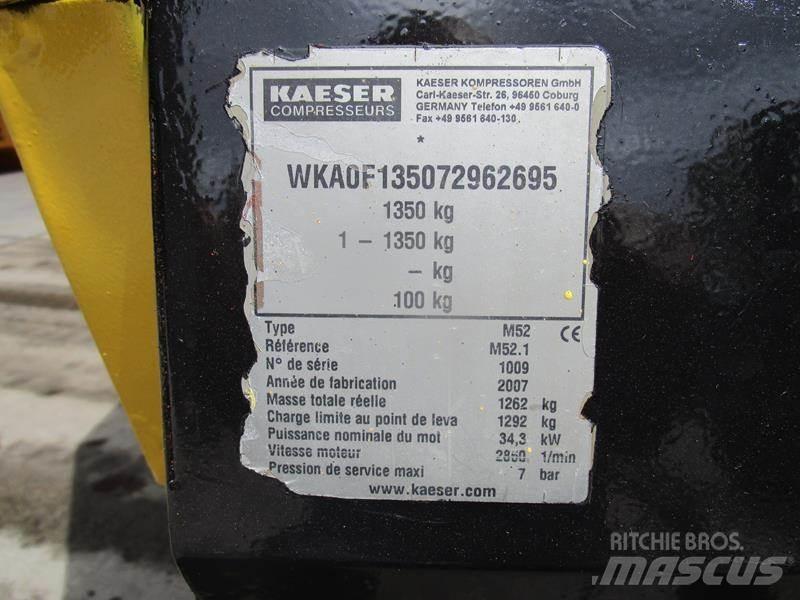 KAESER
COMPRESSEURS
KAESER KOMPRESSOREN GmbH
Carl-Kaeser-Str. 26, 96450 Coburg
GERMANY Telefon +49 9561 640-0
Fax +49 9561 640-130
*
WKA0F135072962695
1350 kg
1 – 1350 kg
– kg
100 kg
Type M52 CE
Référence M52.1
N° de série 1009
Année de fabrication 2007
Masse totale réelle 1262 kg
Charge limite au point de leva 1292 kg
Puissance nominale du mot 34,3 kW
Vitesse moteur 2850 1/min
Pression de service maxi 7 bar
www.kaeser.com
RITCHIE BROS.
MASCUS